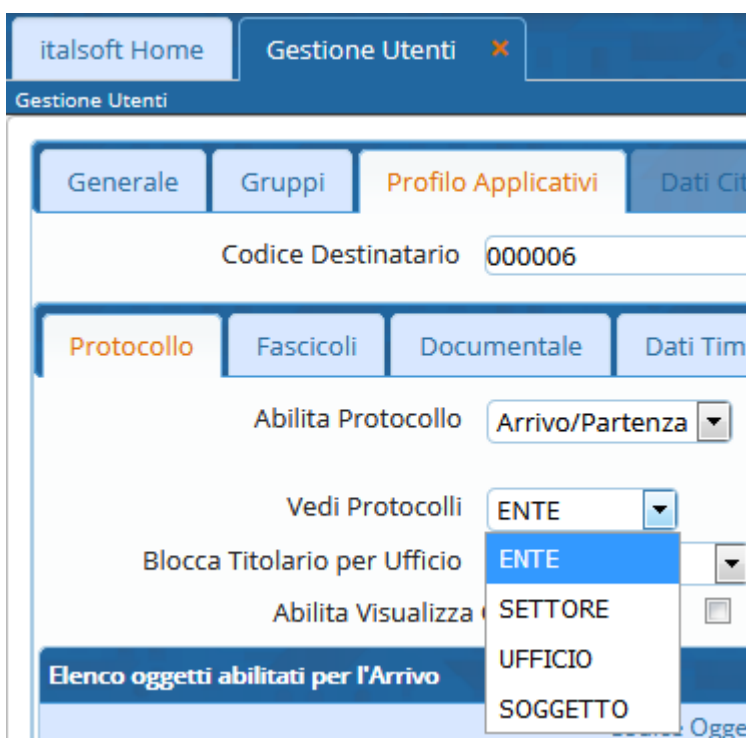 italsoft Home
Gestione Utenti
Gestione Utenti
Generale
Gruppi
Profilo Applicativi
Dati
Codice Destinatario 000006
Protocollo
Fascicoli
Documentale
Dati
Abilita Protocollo Arrivo/Partenza
Vedi Protocolli ENTE
Blocca Titolario per Ufficio
ENTE
Abilita Visualizza
SETTORE
UFFICIO
SOGGETTO
Elenco oggetti abilitati per l'Arrivo